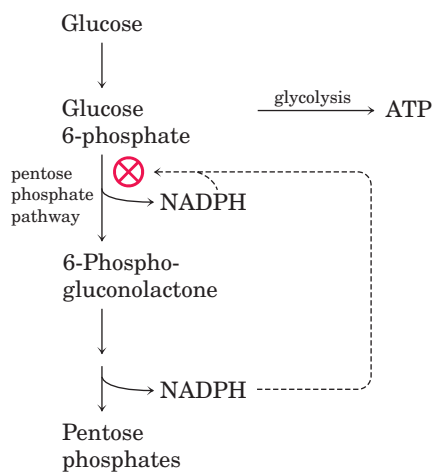 Glucose
Glucose
6-phosphate
glycolysis
ATP
pentose
phosphate
pathway
NADPH
6-Phospho-
gluconolactone
NADPH
Pentose
phosphates